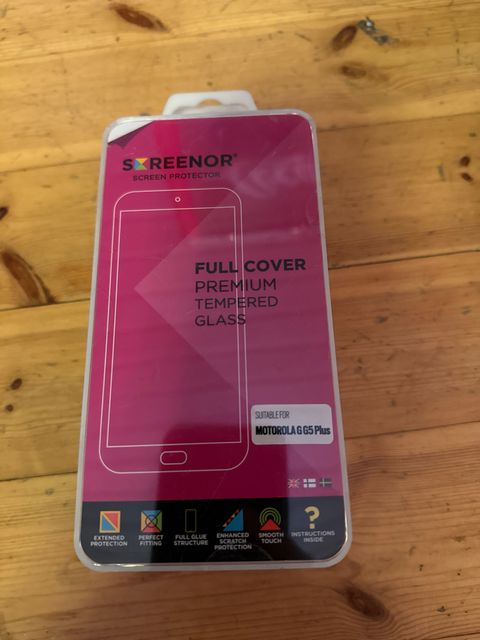 SCREENOR®
SCREEN PROTECTOR
FULL COVER
PREMIUM
TEMPERED
GLASS
SUITABLE FOR
MOTOROLA G G5 Plus
EXTENDED
PROTECTION
PERFECT
FITTING
FULL GLUE
STRUCTURE
ENHANCED
SCRATCH
PROTECTION
SMOOTH
TOUCH
?
INSTRUCTIONS
INSIDE